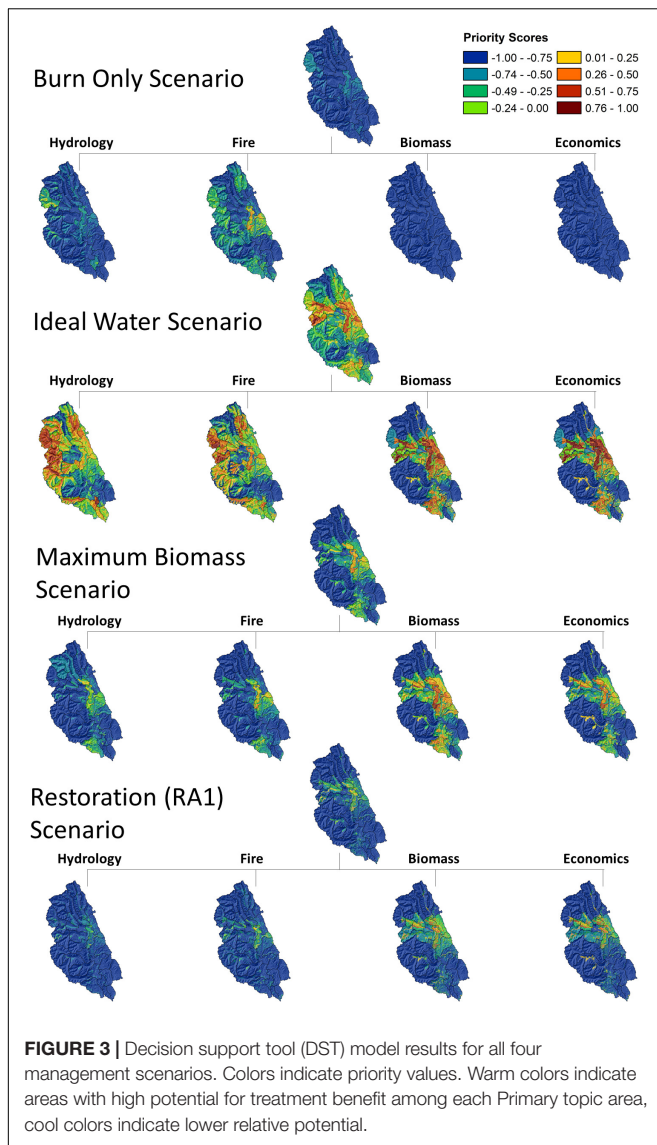 Burn Only Scenario
Priority Scores
-1.00 - -0.75 0.01 - 0.25
-0.74 - -0.50 0.26 - 0.50
-0.49 - -0.25 0.51 - 0.75
-0.24 - 0.00 0.76 - 1.00
Hydrology Fire Biomass Economics
Ideal Water Scenario
Hydrology Fire Biomass Economics
Maximum Biomass
Scenario
Hydrology Fire Biomass Economics
Restoration (RA1)
Scenario
Hydrology Fire Biomass Economics
FIGURE 3 | Decision support tool (DST) model results for all four
management scenarios. Colors indicate priority values. Warm colors indicate
areas with high potential for treatment benefit among each Primary topic area,
cool colors indicate lower relative potential.